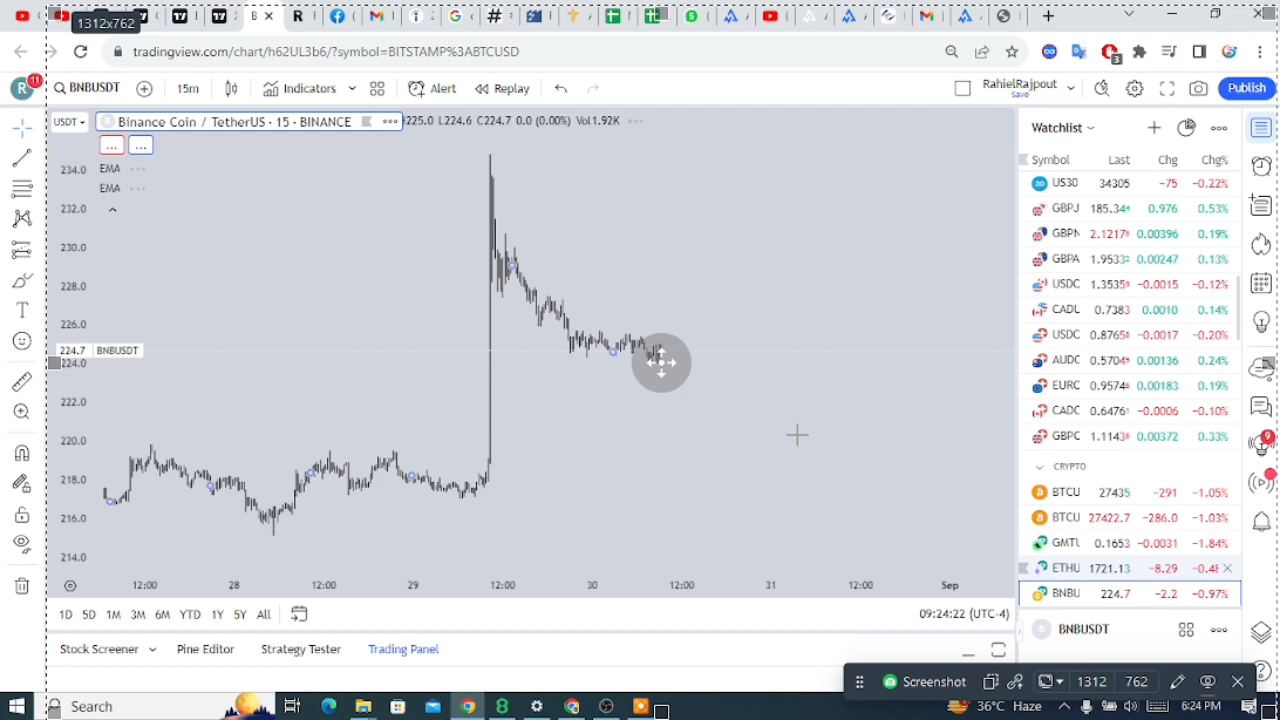 1312x762
tradingview.com/chart/h62UL3b6/?symbol=BITSTAMP%3ABTCUSD
3
R 11 BNBUSDT 15m Indicators Alert Replay RahielRajpout Save Publish
USDT Binance Coin / TetherUS · 15 · BINANCE 225.0 L224.6 C224.7 0.0 (0.00%) Vol1.92K
EMA
EMA
234.0
232.0
230.0
228.0
226.0
224.7 BNBUSDT
224.0
222.0
220.0
218.0
216.0
214.0
12:00 28 12:00 29 12:00 30 12:00 31 12:00 Sep
1D 5D 1M 3M 6M YTD 1Y 5Y All 09:24:22 (UTC-4)
Stock Screener Pine Editor Strategy Tester Trading Panel
Watchlist
Symbol Last Chg Chg%
US30 34305 -75 -0.22%
GBPJ 185.344 0.976 0.53%
GBPN 2.1217 0.00396 0.19%
GBPA 1.9533 0.00247 0.13%
USDC 1.3535 -0.0015 -0.12%
CADL 0.7383 0.0010 0.14%
USDC 0.8765 -0.0017 -0.20%
AUDC 0.5704 0.00136 0.24%
EURC 0.9574 0.00183 0.19%
CADC 0.6476 -0.0006 -0.10%
GBPC 1.1143 0.00372 0.33%
CRYPTO
BTCU 27435 -291 -1.05%
BTCU 27422.7 -286.0 -1.03%
GMTU 0.1653 -0.0031 -1.84%
ETHU 1721.13 -8.29 -0.48
BNBU 224.7 -2.2 -0.97%
B BNBUSDT
9
Screenshot 1312 762
Search 36°C Haze 6:24 PM